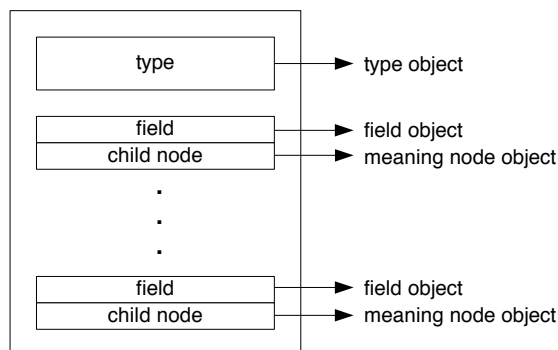 type type object
field field object
child node meaning node object
.
.
.
field field object
child node meaning node object